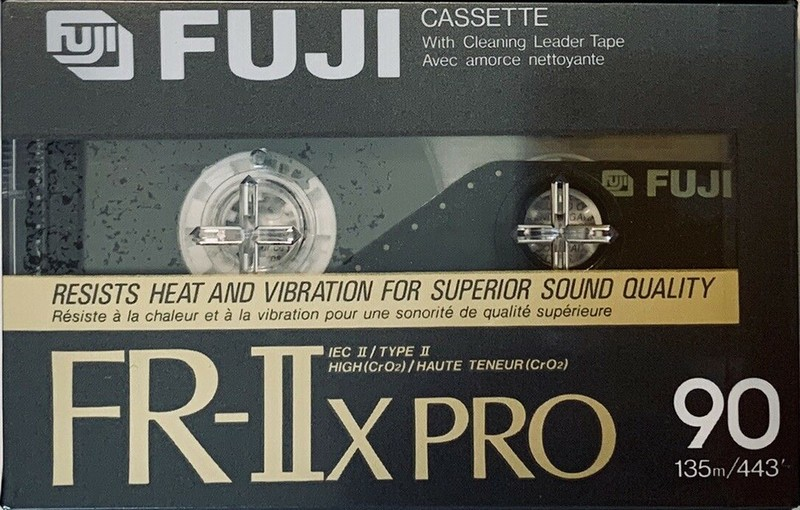 FUJI
FUJI
CASSETTE
With Cleaning Leader Tape
Avec amorce nettoyante
FUJI
FUJI
RESISTS HEAT AND VIBRATION FOR SUPERIOR SOUND QUALITY
Résiste à la chaleur et à la vibration pour une sonorité de qualité supérieure
IEC II/TYPE II
HIGH(CrO2)/HAUTE TENEUR(CrO2)
FR-IIx PRO
90
135m/443'